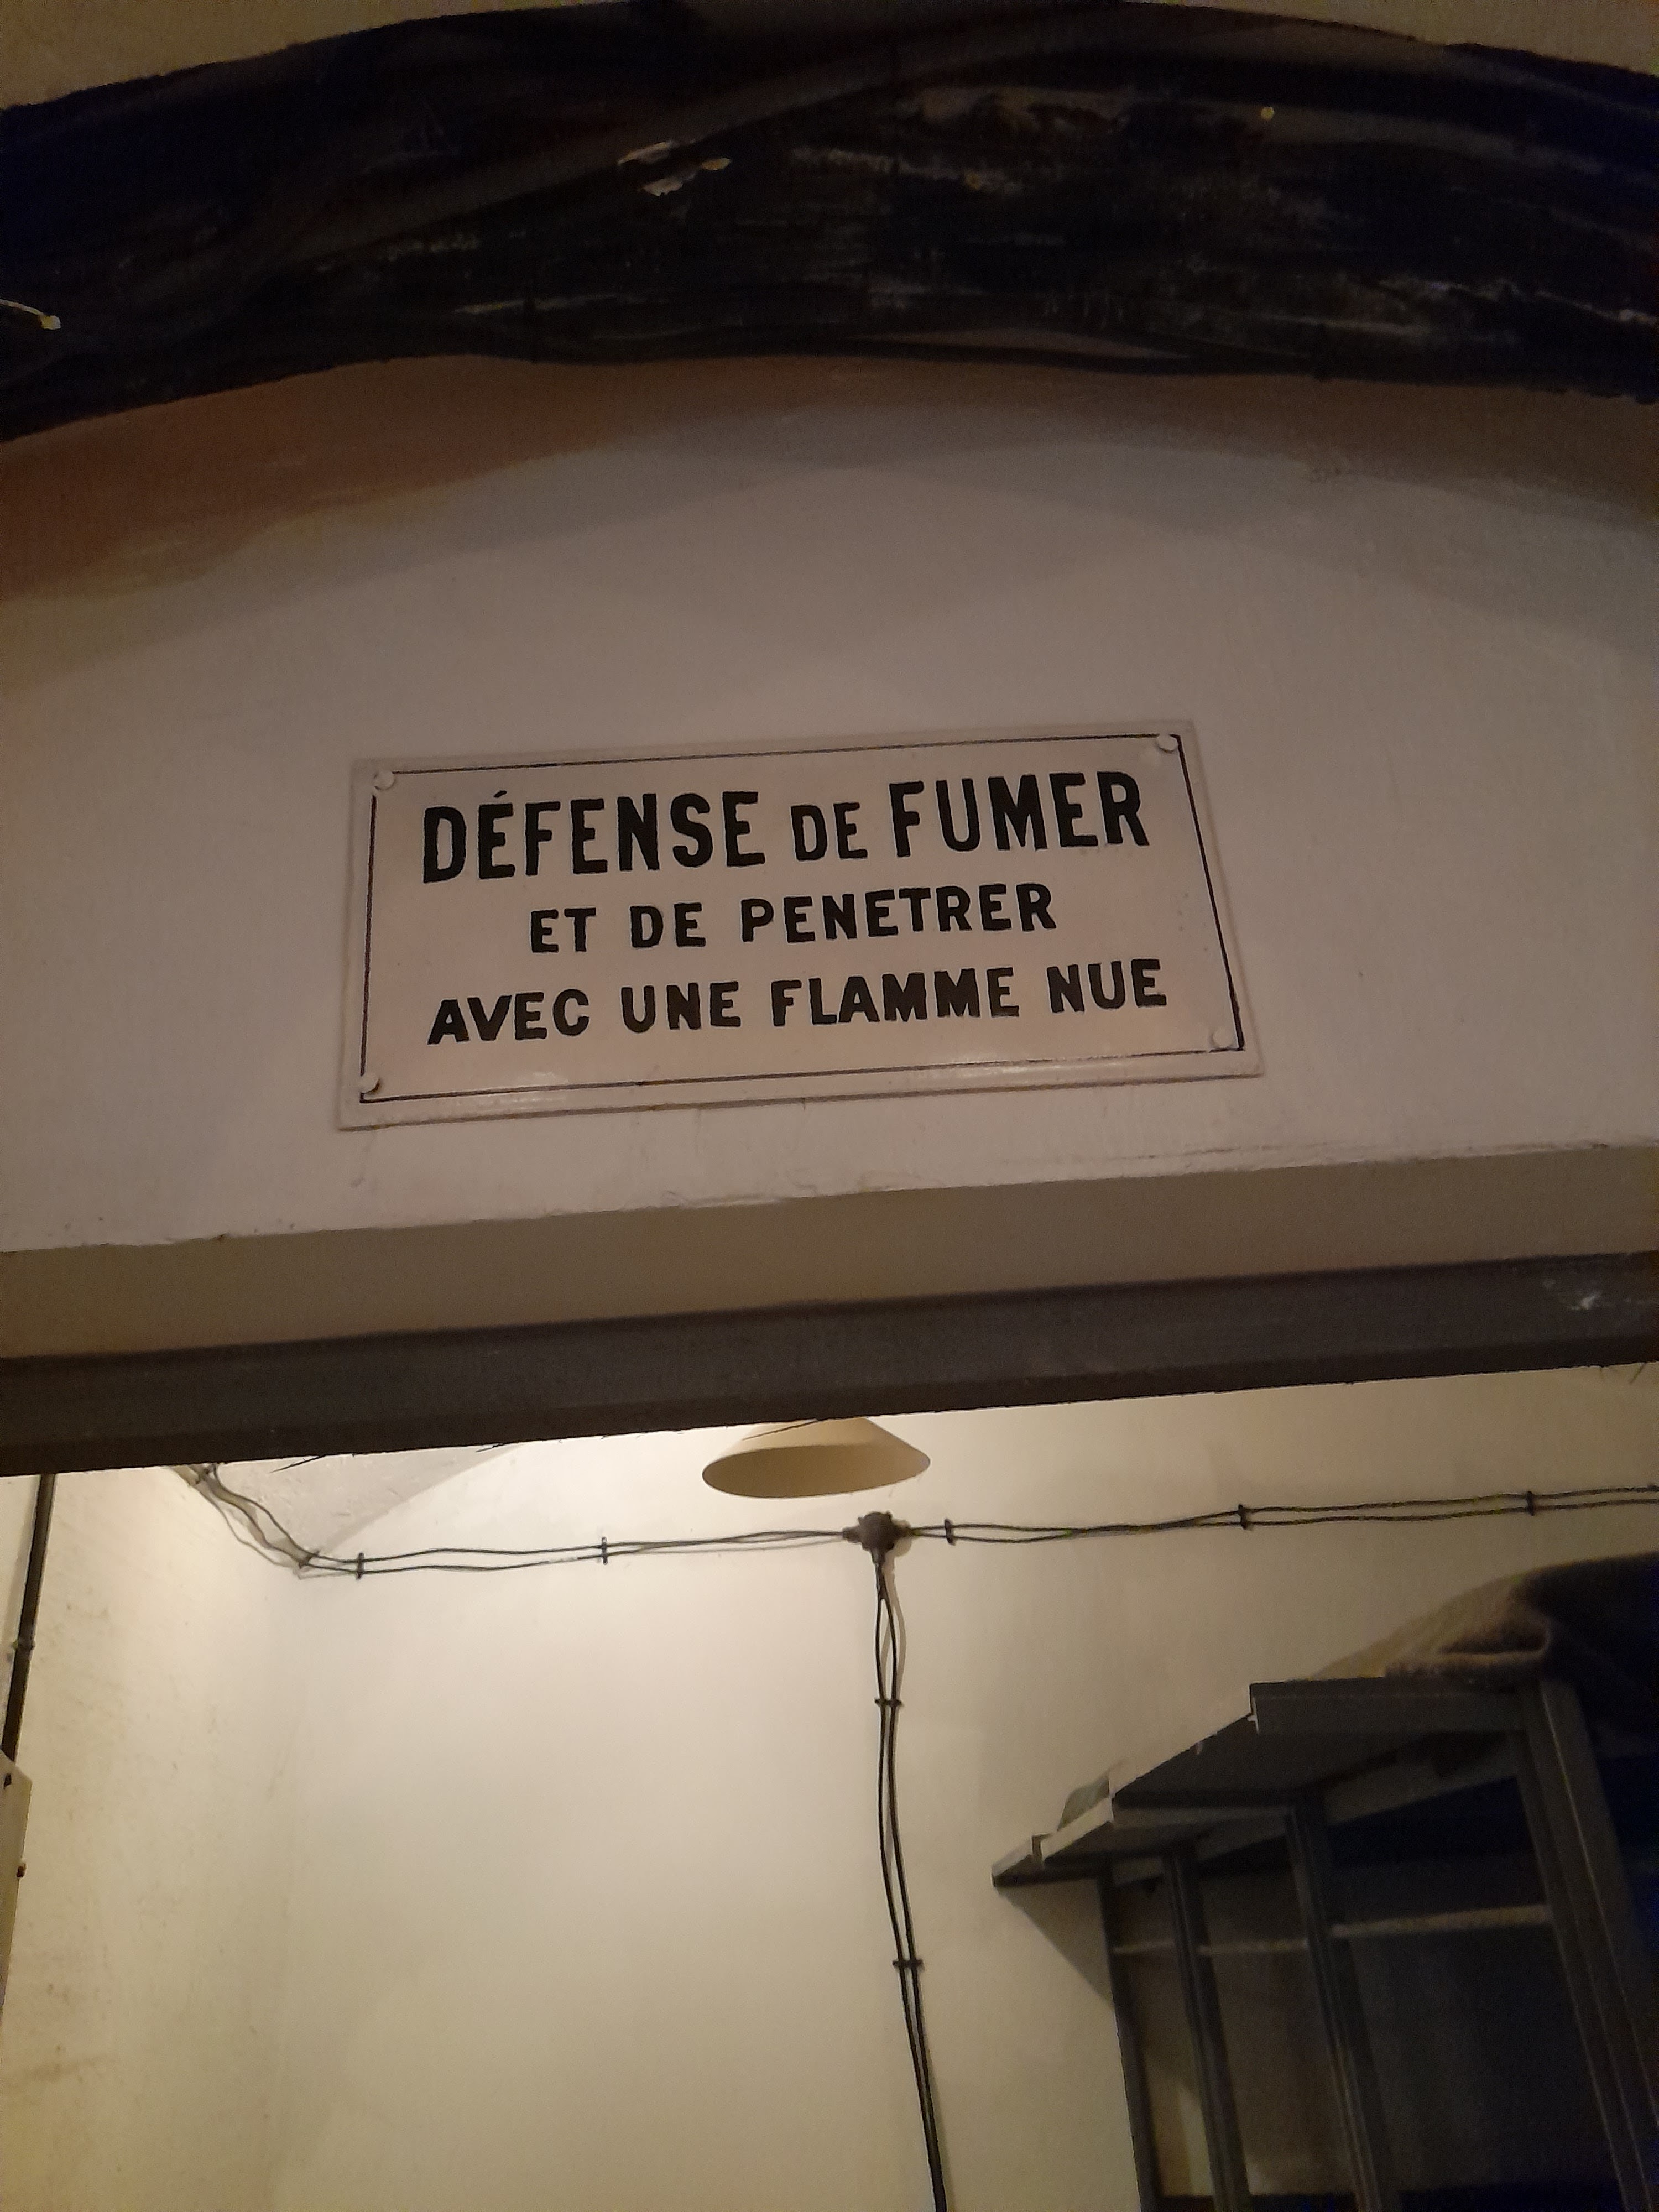 DÉFENSE DE FUMER
ET DE PENETRER
AVEC UNE FLAMME NUE